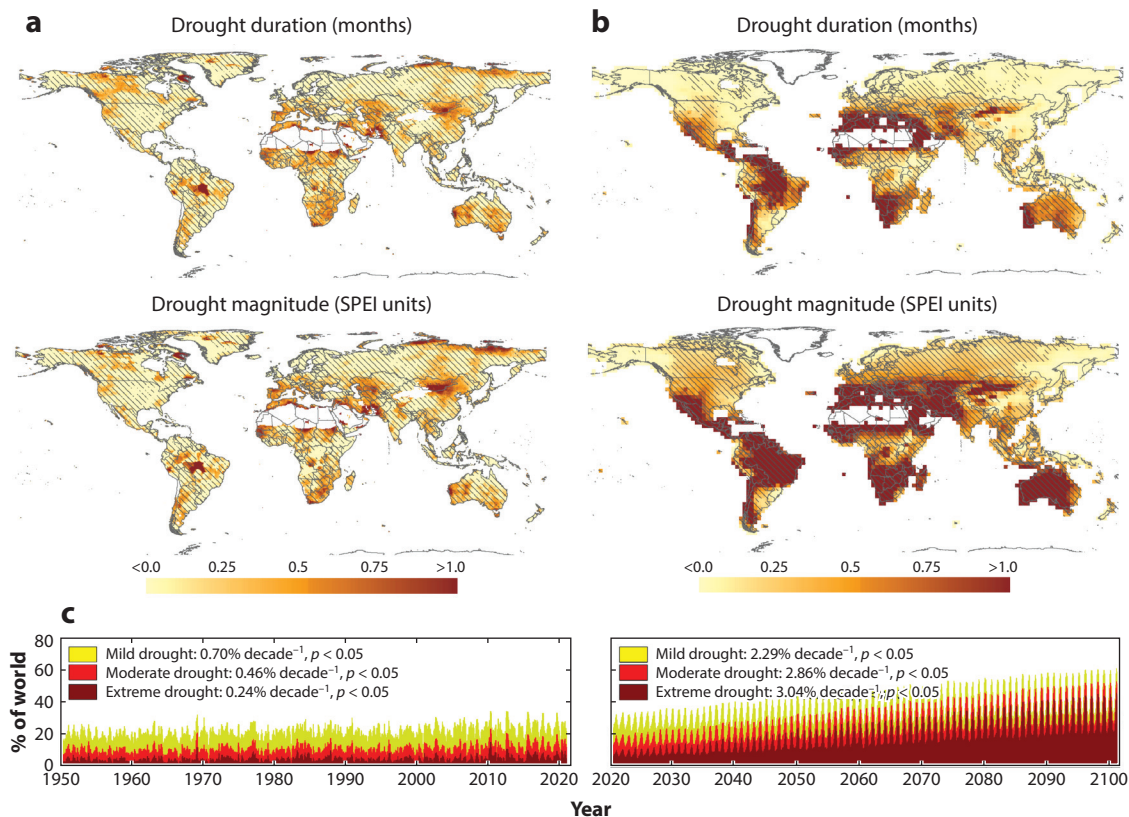 a
Drought duration (months)
b
Drought duration (months)
Drought magnitude (SPEI units)
Drought magnitude (SPEI units)
<0.0 0.25 0.5 0.75 >1.0
<0.0 0.25 0.5 0.75 >1.0
c
% of world
80
60
40
20
0
Mild drought: 0.70% decade⁻¹, p < 0.05
Moderate drought: 0.46% decade⁻¹, p < 0.05
Extreme drought: 0.24% decade⁻¹, p < 0.05
1950 1960 1970 1980 1990 2000 2010 2020
Mild drought: 2.29% decade⁻¹, p < 0.05
Moderate drought: 2.86% decade⁻¹, p < 0.05
Extreme drought: 3.04% decade⁻¹, p < 0.05
2020 2030 2040 2050 2060 2070 2080 2090 2100
Year